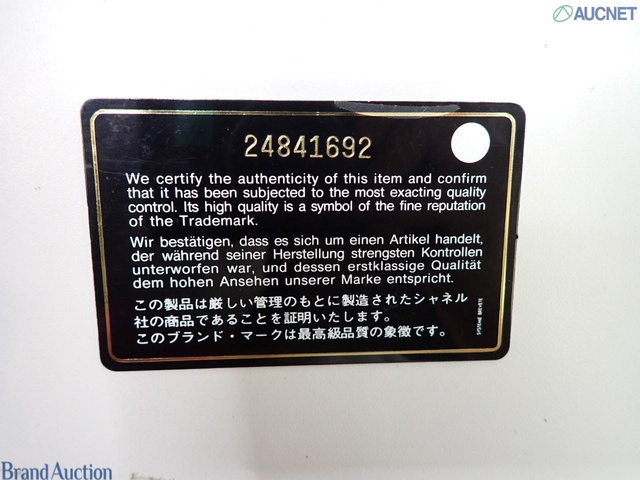 AUCNET
24841692
We certify the authenticity of this item and confirm
that it has been subjected to the most exacting quality
control. Its high quality is a symbol of the fine reputation
of the Trademark.
Wir bestätigen, dass es sich um einen Artikel handelt,
der während seiner Herstellung strengsten Kontrollen
unterworfen war, und dessen erstklassige Qualität
dem hohen Ansehen unserer Marke entspricht.
この製品は厳しい管理のもとに製造されたシャネル
社の商品であることを証明いたします。
このブランド・マークは最高級品質の象徴です。
SYSTEME BREVETE
Brand Auction